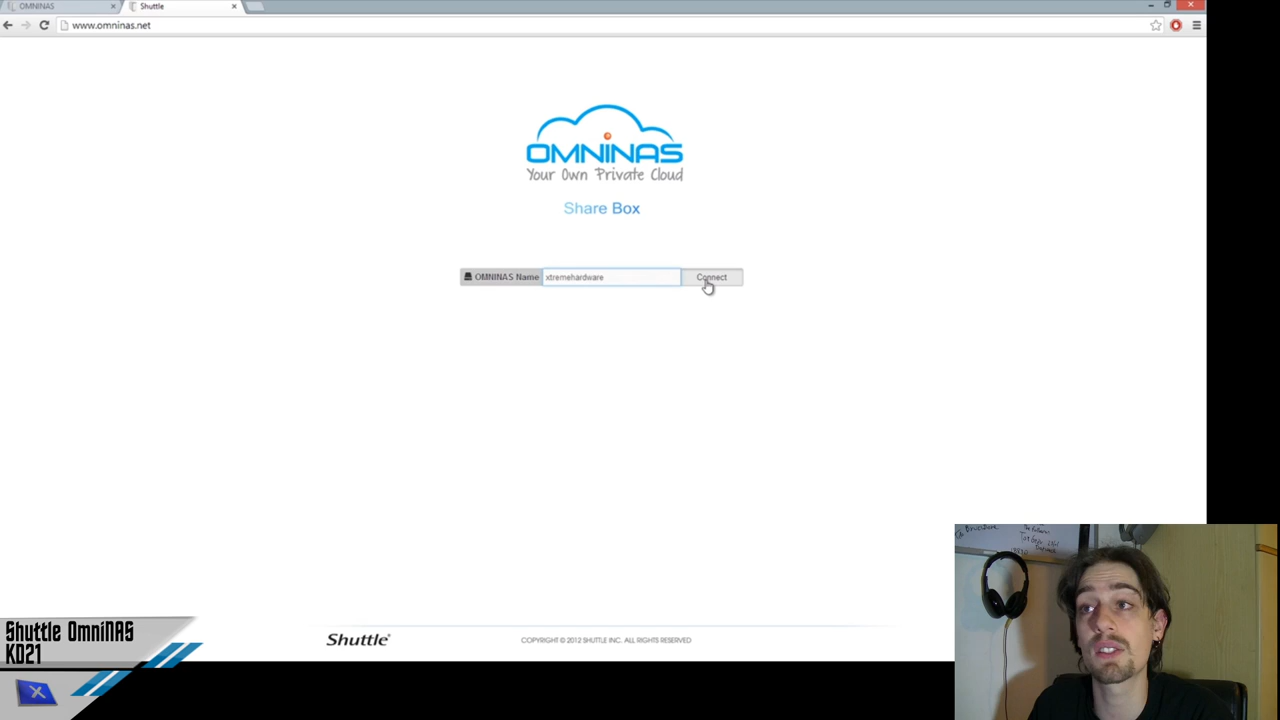 OMNINAS
Shuttle
www.omninas.net
OMNINAS
Your Own Private Cloud
Share Box
OMNINAS Name
xtremehardware
Connect
Shuttle
COPYRIGHT © 2012 SHUTTLE INC. ALL RIGHTS RESERVED
Shuttle OmniNAS
KD21
X